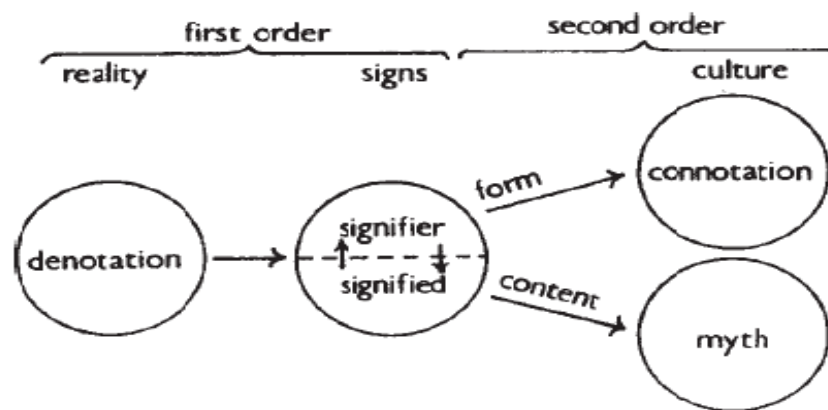 first order
second order
reality
signs
culture
form
connotation
signifier
denotation
signified
content
myth